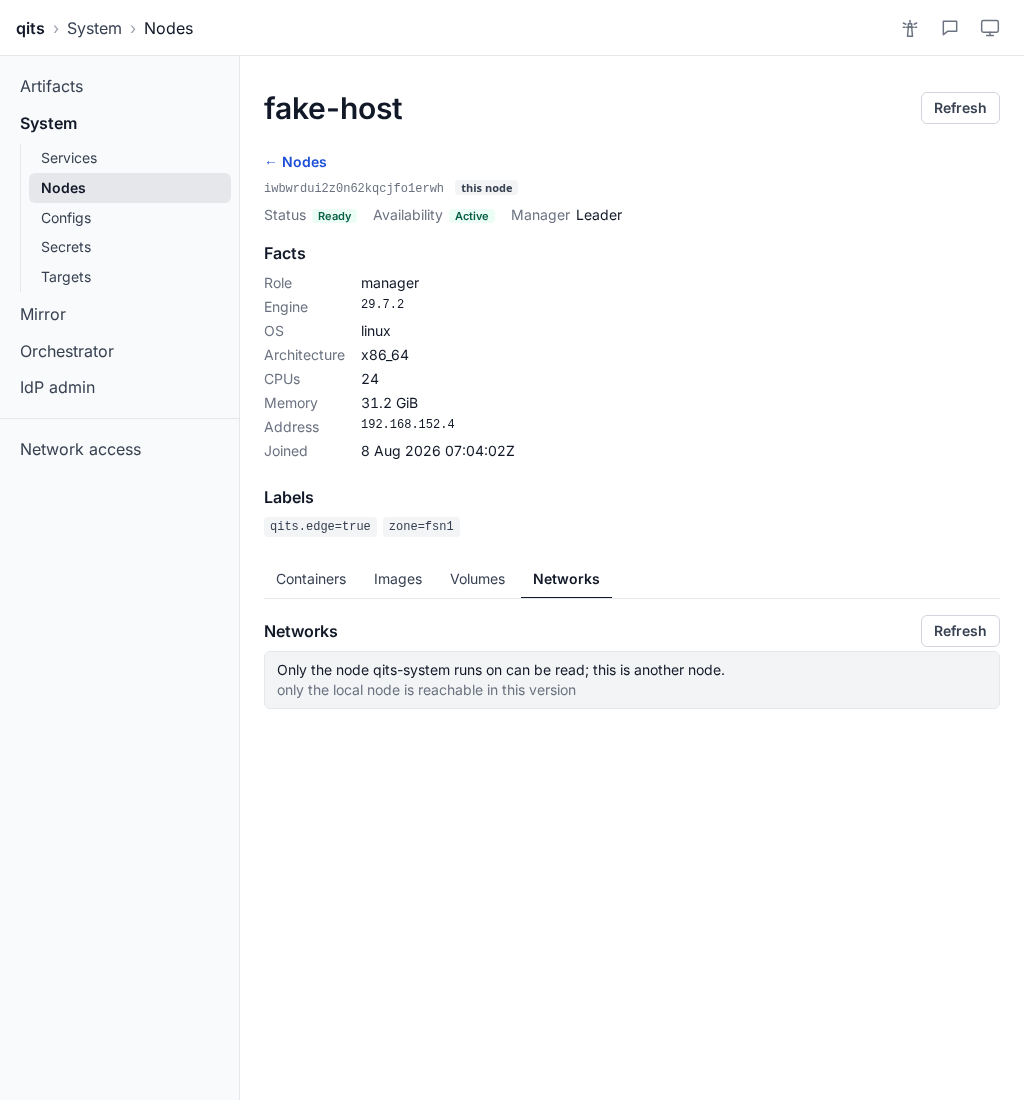 qits › System › Nodes
Artifacts
System
Services
Nodes
Configs
Secrets
Targets
Mirror
Orchestrator
IdP admin
Network access
fake-host
Refresh
← Nodes
iwbwrdui2z0n62kqcjfo1erwh this node
Status Ready Availability Active Manager Leader
Facts
Role manager
Engine 29.7.2
OS linux
Architecture x86_64
CPUs 24
Memory 31.2 GiB
Address 192.168.152.4
Joined 8 Aug 2026 07:04:02Z
Labels
qits.edge=true zone=fsn1
Containers Images Volumes Networks
Networks
Refresh
Only the node qits-system runs on can be read; this is another node.
only the local node is reachable in this version